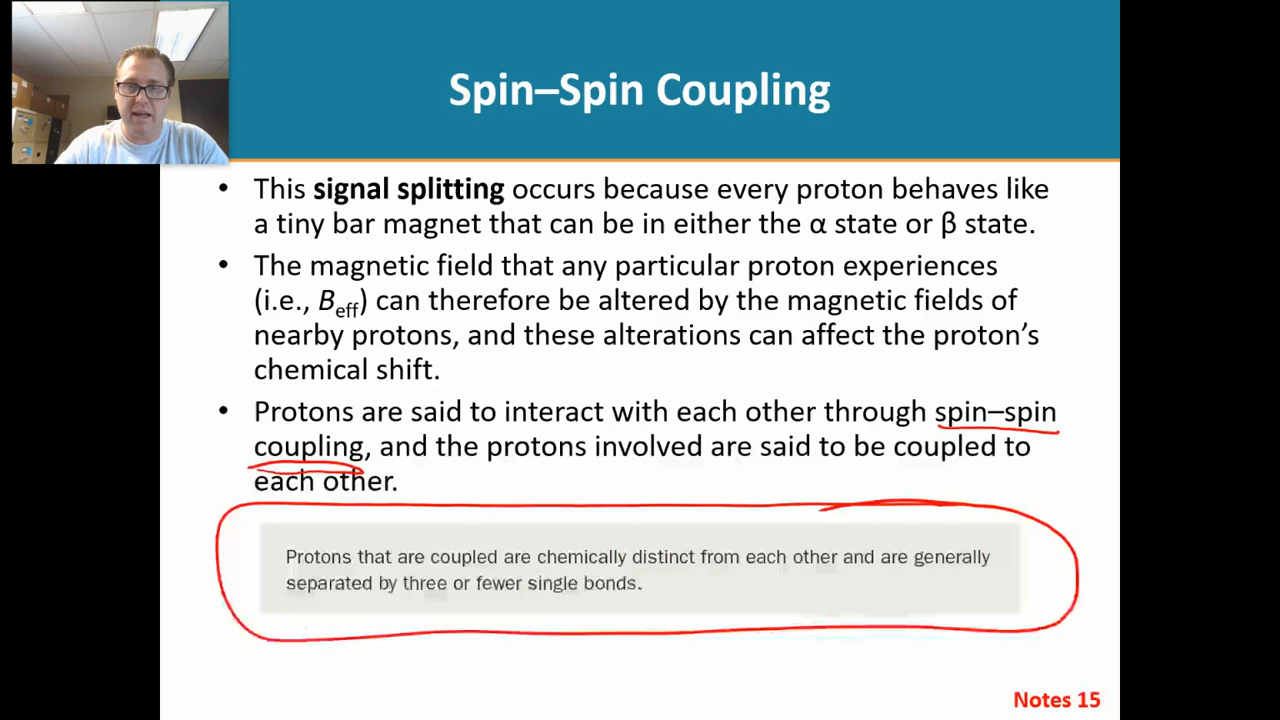 Spin–Spin Coupling
• This signal splitting occurs because every proton behaves like
a tiny bar magnet that can be in either the α state or β state.
• The magnetic field that any particular proton experiences
(i.e., Beff) can therefore be altered by the magnetic fields of
nearby protons, and these alterations can affect the proton’s
chemical shift.
• Protons are said to interact with each other through spin–spin
coupling, and the protons involved are said to be coupled to
each other.
Protons that are coupled are chemically distinct from each other and are generally
separated by three or fewer single bonds.
Notes 15